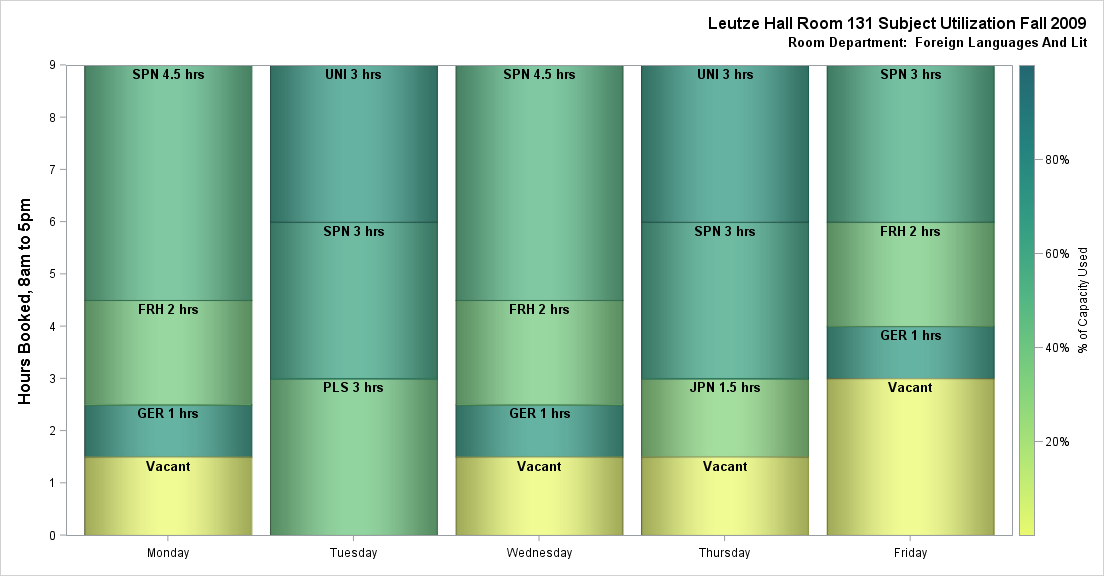 Leutze Hall Room 131 Subject Utilization Fall 2009
Room Department:  Foreign Languages And Lit
Hours Booked, 8am to 5pm
9
8
7
6
5
4
3
2
1
0
SPN 4.5 hrs
FRH 2 hrs
GER 1 hrs
Vacant
UNI 3 hrs
SPN 3 hrs
PLS 3 hrs
SPN 4.5 hrs
FRH 2 hrs
GER 1 hrs
Vacant
UNI 3 hrs
SPN 3 hrs
JPN 1.5 hrs
Vacant
SPN 3 hrs
FRH 2 hrs
GER 1 hrs
Vacant
Monday
Tuesday
Wednesday
Thursday
Friday
80%
60%
40%
20%
% of Capacity Used